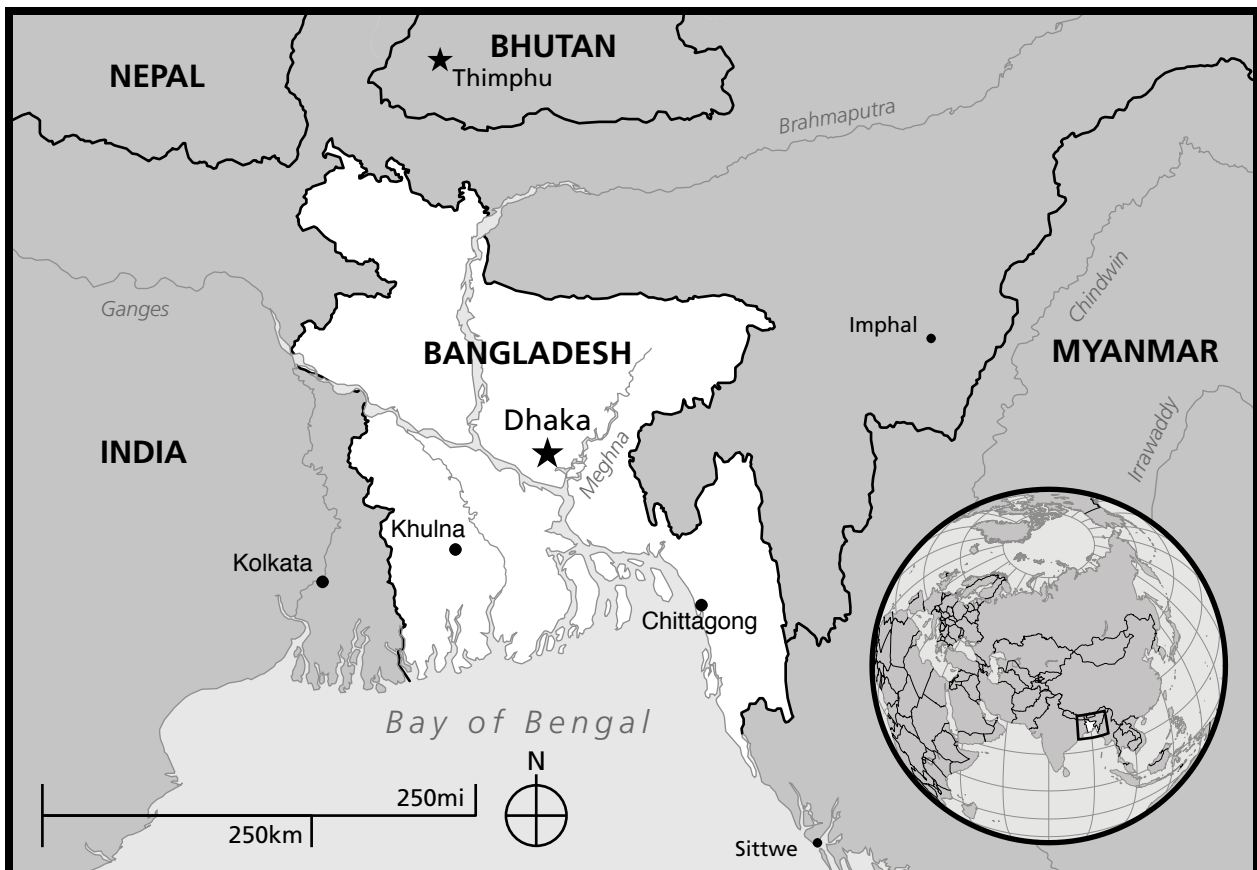 NEPAL
BHUTAN
Thimphu
Brahmaputra
Ganges
Chindwin
Imphal
BANGLADESH
MYANMAR
Dhaka
Meghna
INDIA
Irrawaddy
Khulna
Kolkata
Chittagong
Bay of Bengal
N
250mi
250km
Sittwe